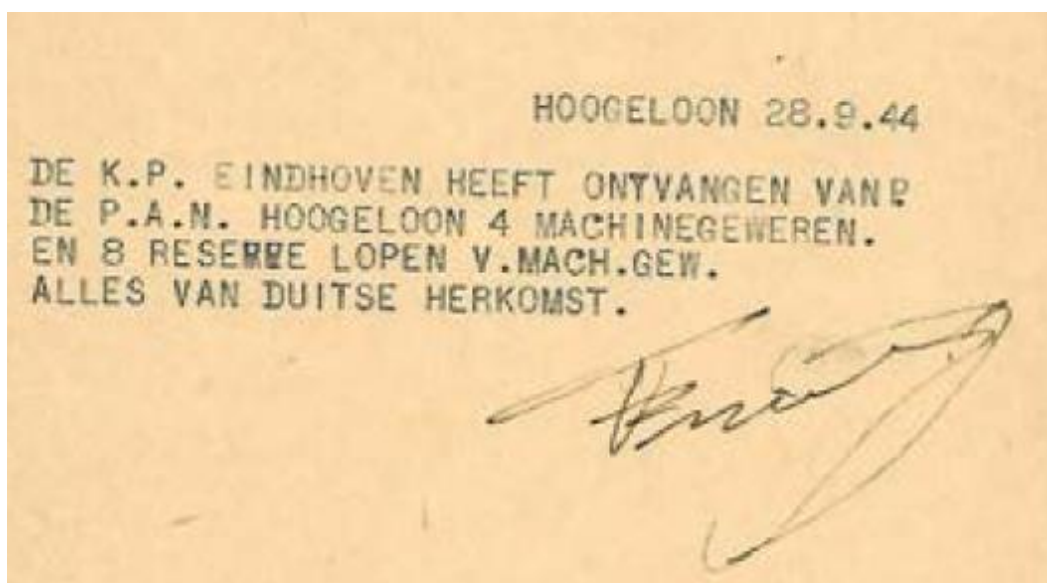 HOOGELOON 28.9.44
DE K.P. EINDHOVEN HEEFT ONTVANGEN VAN
DE P.A.N. HOOGELOON 4 MACHINEGEWEREN.
EN 8 RESERVE LOPEN V.MACH.GEW.
ALLES VAN DUITSE HERKOMST.